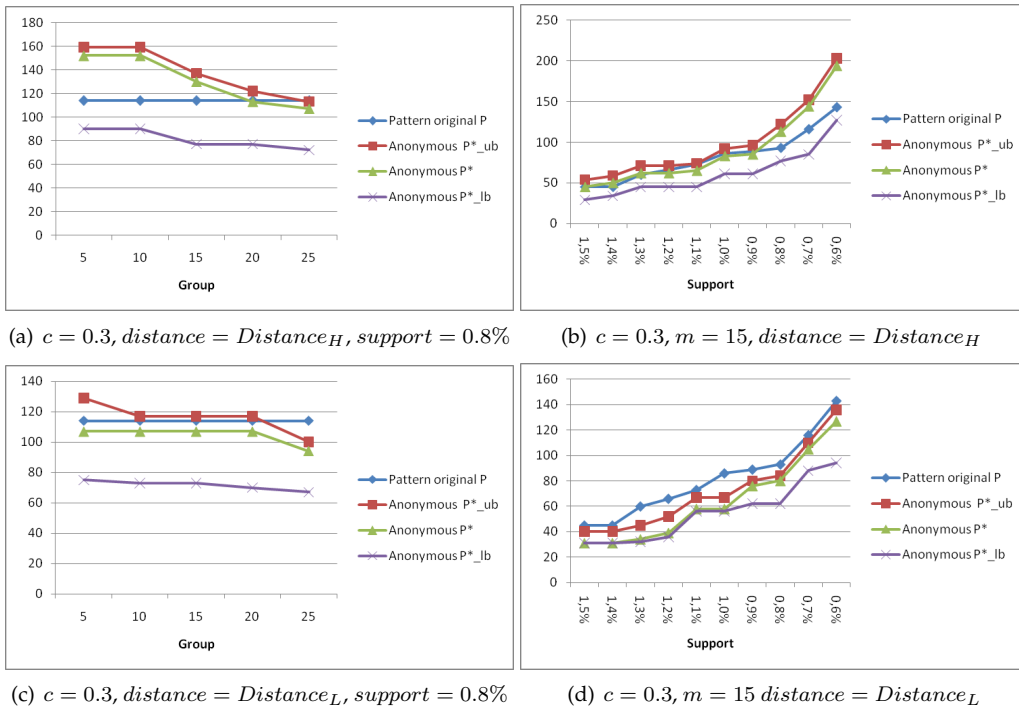 180
160
140
120
100
80
60
40
20
0
5 10 15 20 25
Group
Pattern original P
Anonymous P*_ub
Anonymous P*
Anonymous P*_lb
250
200
150
100
50
0
1,5% 1,4% 1,3% 1,2% 1,1% 1,0% 0,9% 0,8% 0,7% 0,6%
Support
Pattern original P
Anonymous P*_ub
Anonymous P*
Anonymous P*_lb
(a) c = 0.3, distance = Distance_H, support = 0.8%
(b) c = 0.3, m = 15, distance = Distance_H
140
120
100
80
60
40
20
0
5 10 15 20 25
Group
Pattern original P
Anonymous P*_ub
Anonymous P*
Anonymous P*_lb
160
140
120
100
80
60
40
20
0
1,5% 1,4% 1,3% 1,2% 1,1% 1,0% 0,9% 0,8% 0,7% 0,6%
Support
Pattern original P
Anonymous P*_ub
Anonymous P*
Anonymous P*_lb
(c) c = 0.3, distance = Distance_L, support = 0.8%
(d) c = 0.3, m = 15 distance = Distance_L